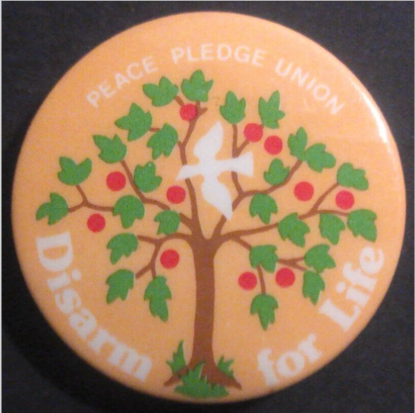 PEACE PLEDGE UNION
Disarm for Life